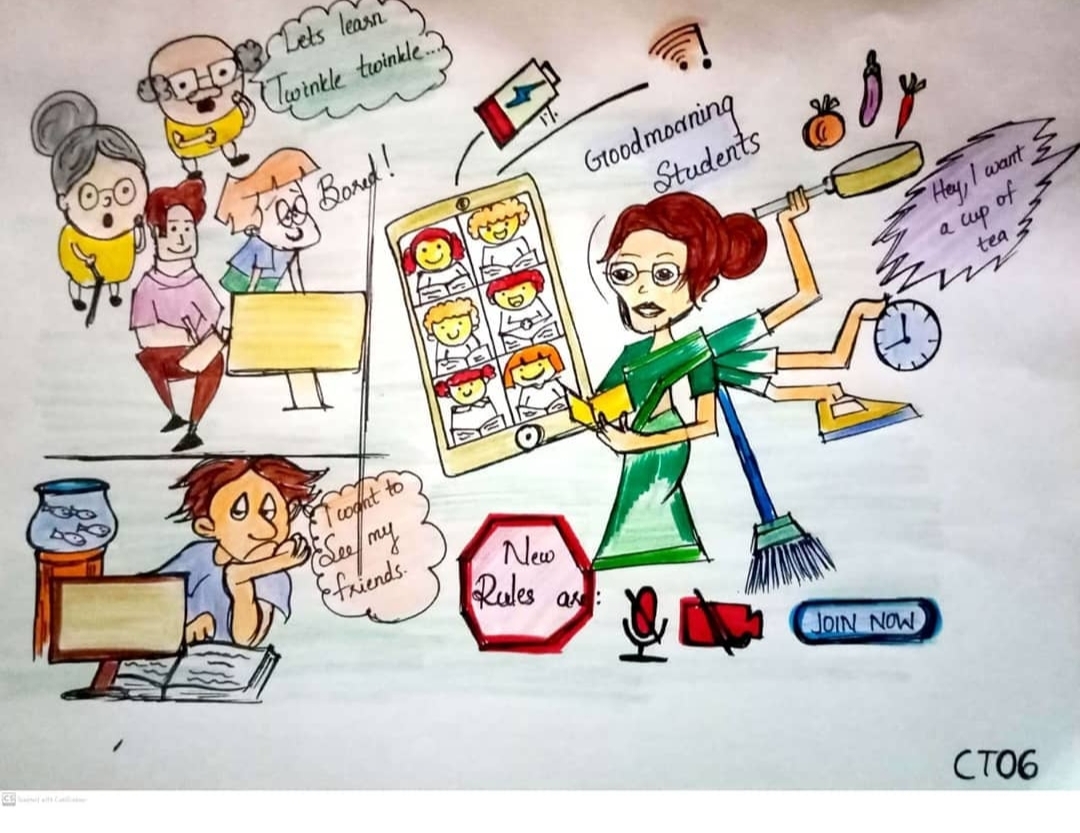 Lets learn
Twinkle twinkle...
Bored!
1%
Goodmorning
Students
Hey, I want
a cup of
tea
I want to
See my
friends.
New
Rules are:
JOIN NOW
CT06
CS Scanned with CamScanner